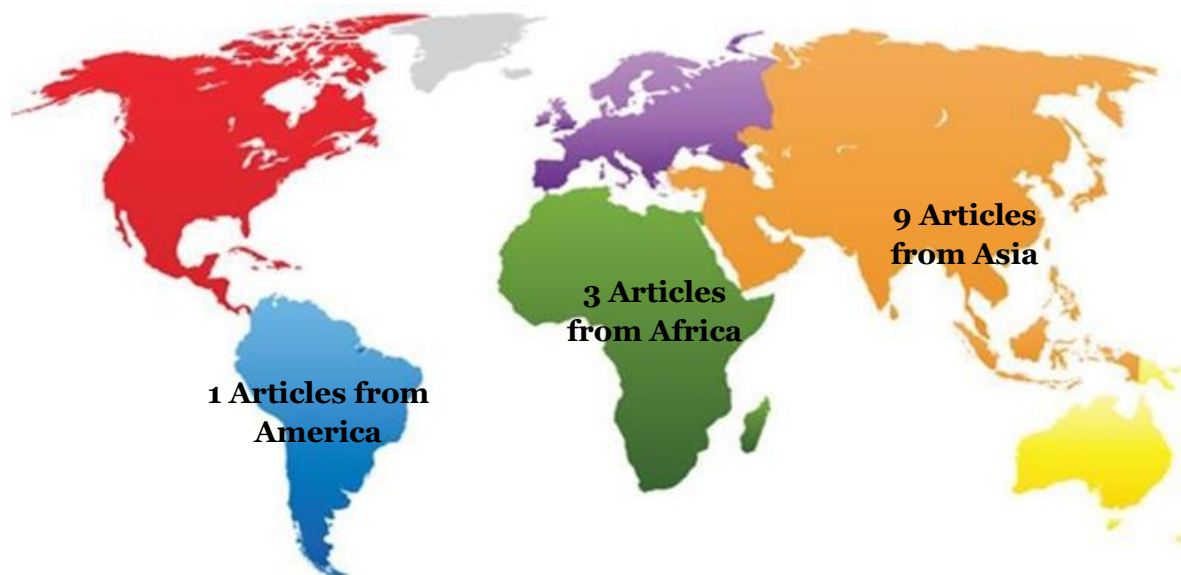 9 Articles
from Asia
3 Articles
from Africa
1 Articles from
America